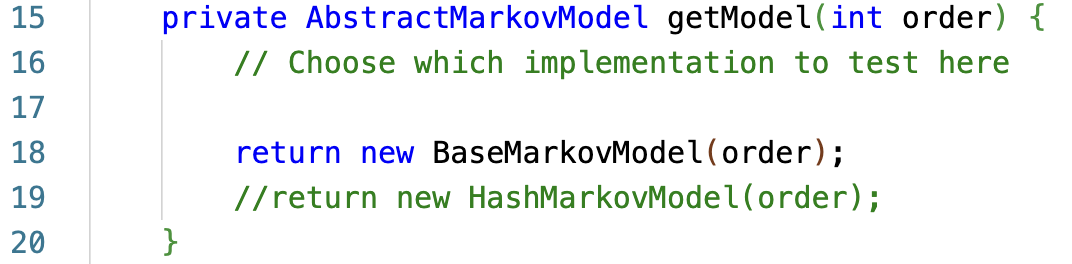 15 private AbstractMarkovModel getModel(int order) {
16 // Choose which implementation to test here
17
18 return new BaseMarkovModel(order);
19 //return new HashMarkovModel(order);
20 }